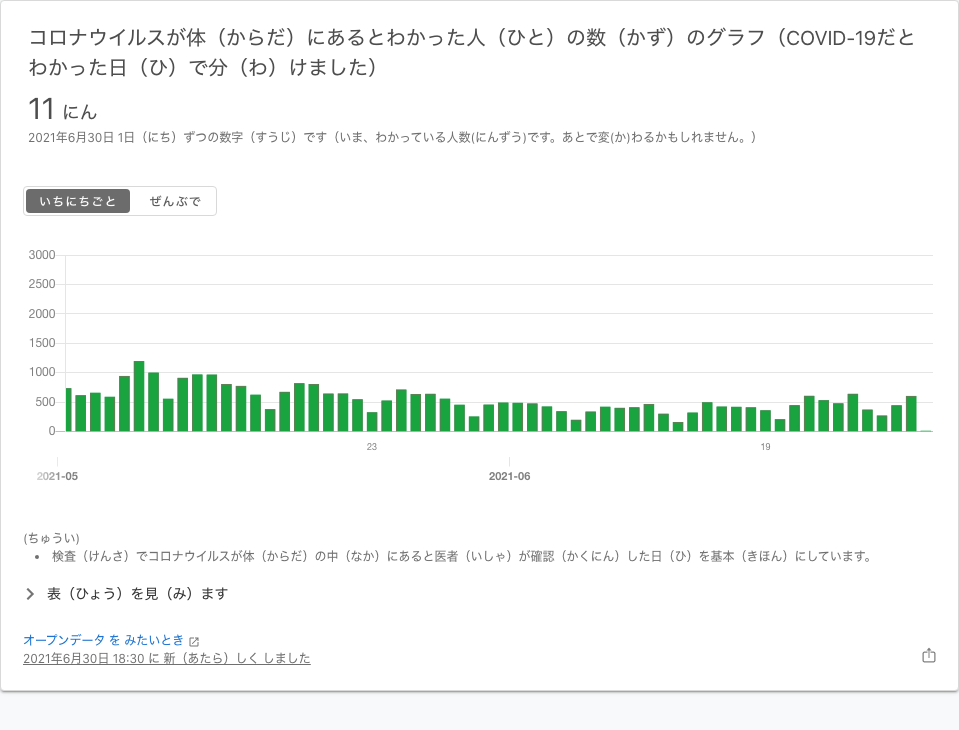 コロナウイルスが体（からだ）にあるとわかった人（ひと）の数（かず）のグラフ（COVID-19だと
わかった日（ひ）で分（わ）けました）
11 にん
2021年6月30日 1日（にち）ずつの数字（すうじ）です（いま、わかっている人数(にんずう)です。あとで変(か)わるかもしれません。）
いちにちごと ぜんぶで
3000
2500
2000
1500
1000
500
0
23 19
2021-05 2021-06
(ちゅうい)
• 検査（けんさ）でコロナウイルスが体（からだ）の中（なか）にあると医者（いしゃ）が確認（かくにん）した日（ひ）を基本（きほん）にしています。
表（ひょう）を見（み）ます
オープンデータ を みたいとき
2021年6月30日 18:30 に 新（あたら）しく しました